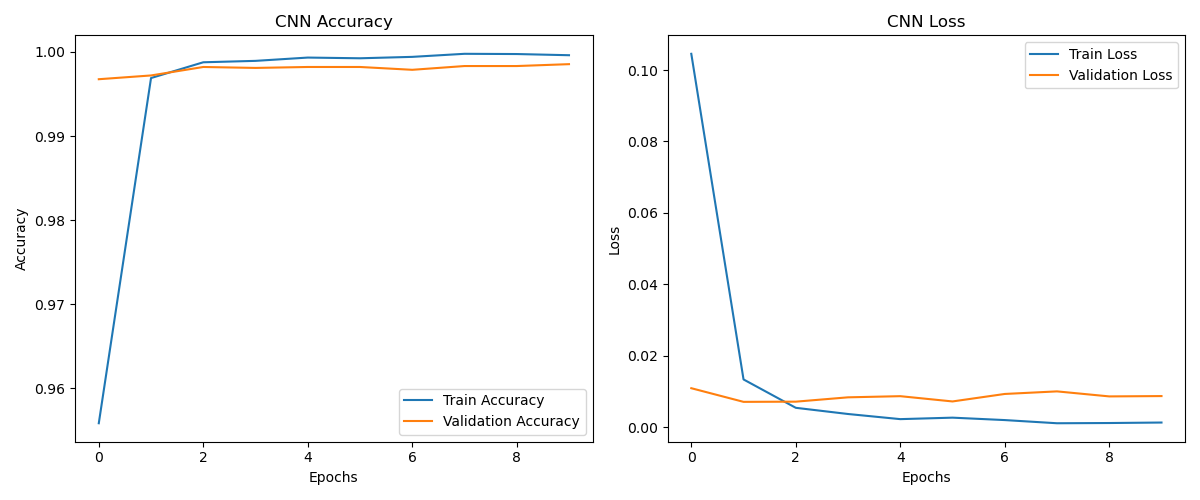 CNN Accuracy
1.00
0.99
0.98
0.97
0.96
Accuracy
0 2 4 6 8
Epochs
Train Accuracy
Validation Accuracy
CNN Loss
0.10
0.08
0.06
0.04
0.02
0.00
Loss
0 2 4 6 8
Epochs
Train Loss
Validation Loss